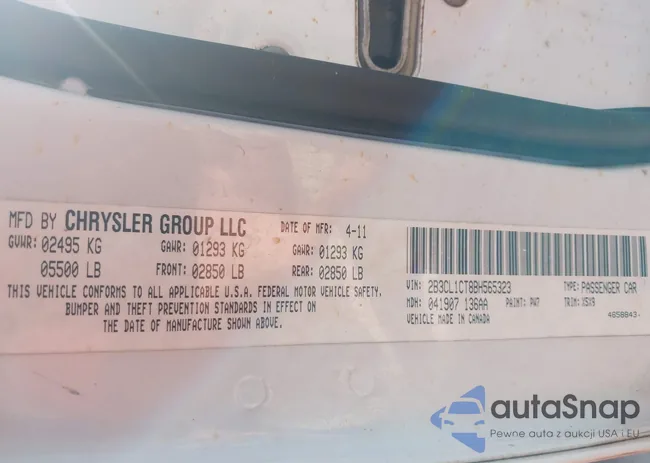 MFD BY CHRYSLER GROUP LLC DATE OF MFR: 4-11
GVWR: 02495 KG GAWR: 01293 KG GAWR: 01293 KG
05500 LB FRONT: 02850 LB REAR: 02850 LB
THIS VEHICLE CONFORMS TO ALL APPLICABLE U.S.A. FEDERAL MOTOR VEHICLE SAFETY,
BUMPER AND THEFT PREVENTION STANDARDS IN EFFECT ON
THE DATE OF MANUFACTURE SHOWN ABOVE.
VIN: 2B3CL1CT8BH565323 TYPE: PASSENGER CAR
MDH: 041907 136AA PAINT: PW7 TRIM: X5X9
VEHICLE MADE IN CANADA 4658843
autaSnap
Pewne auta z aukcji USA i EU